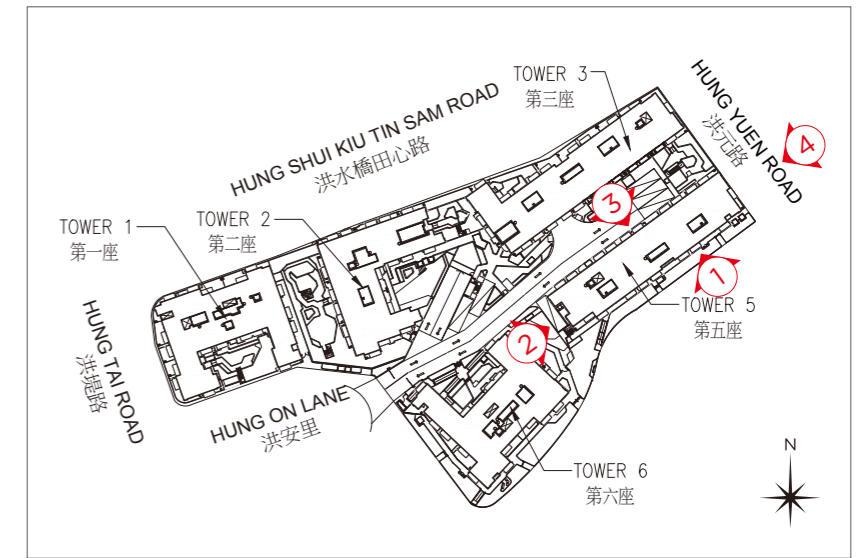 TOWER 3
第三座
HUNG YUEN ROAD
洪元路
4
HUNG SHUI KIU TIN SAM ROAD
洪水橋田心路
3
TOWER 1
第一座
TOWER 2
第二座
1
TOWER 5
第五座
HUNG TAI ROAD
洪堤路
2
HUNG ON LANE
洪安里
TOWER 6
第六座
N